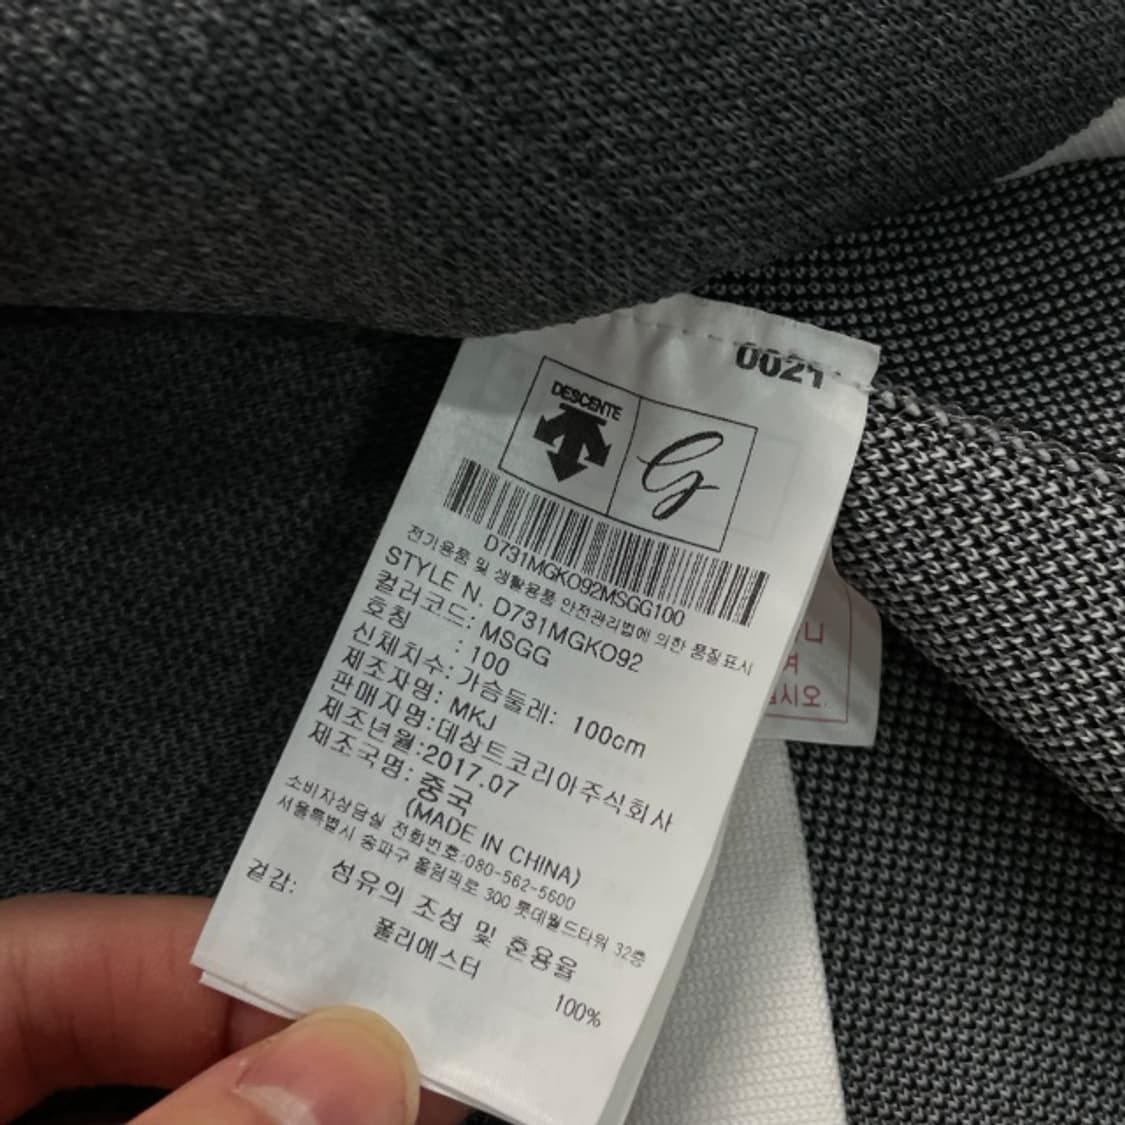 0021
DESCENTE
G
D731MGKO92MSGG100
전기용품 및 생활용품 안전관리법에 의한 품질표시
STYLE N. D731MGKO92
컬러코드: MSGG
호칭 : 100
신체치수: 가슴둘레: 100cm
제조자명: MKJ
판매자명:데상트코리아주식회사
제조년월:2017.07
제조국명: 중국
(MADE IN CHINA)
소비자상담실 전화번호:080-562-5600
서울특별시 송파구 올림픽로 300 롯데월드타워 32층
섬유의 조성 및 혼용율
겉감:
폴리에스터
100%
시오.